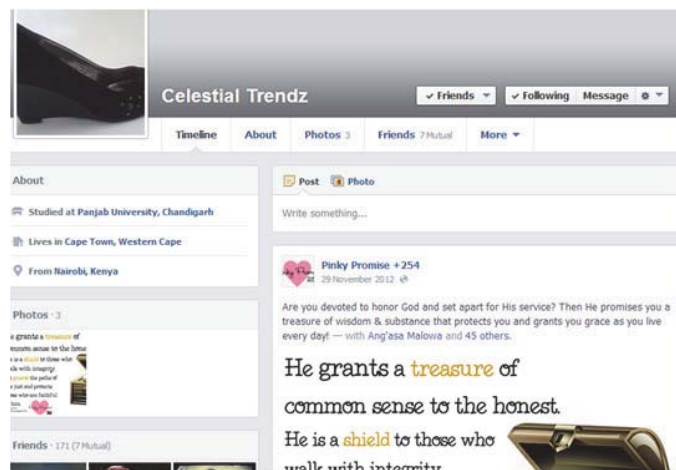 Celestial Trendz
Friends
Following
Message
Timeline
About
Photos 3
Friends 7 Mutual
More
About
Studied at Panjab University, Chandigarh
Lives in Cape Town, Western Cape
From Nairobi, Kenya
Photos · 3
Friends · 171 (7 Mutual)
Post
Photo
Write something...
Pinky Promise +254
29 November 2012
Are you devoted to honor God and set apart for His service? Then He promises you a
treasure of wisdom & substance that protects you and grants you grace as you live
every day! — with Ang'asa Malowa and 45 others.
He grants a treasure of
common sense to the honest.
He is a shield to those who
walk with integrity